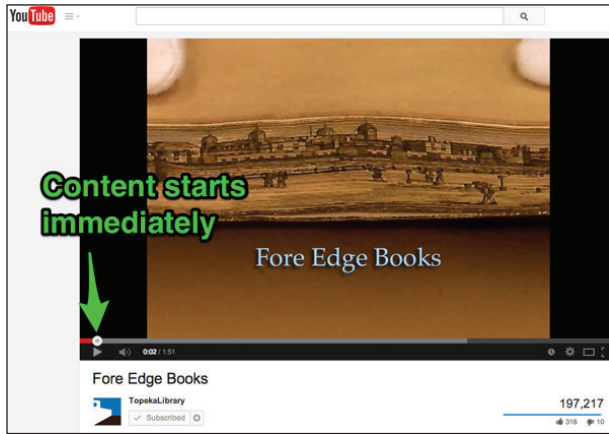 YouTube
Content starts
immediately
Fore Edge Books
0:02 / 1:51
Fore Edge Books
TopekaLibrary
Subscribed
197,217
318 10